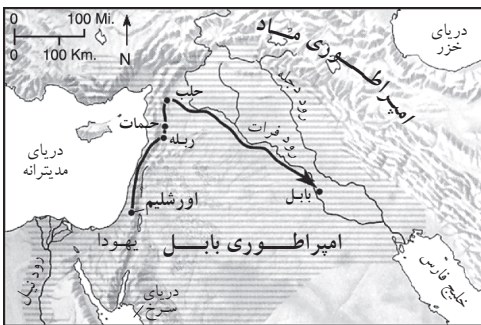 0 100 Mi.
0 100 Km.
N
دریای
خزر
امپراطوری ماد
رود دجله
حلب
حمات
ربله
رود فرات
دریای
مدیترانه
بابل
اورشلیم
یهودا
امپراطوری بابل
رود نیل
دریای
سرخ
خلیج فارس